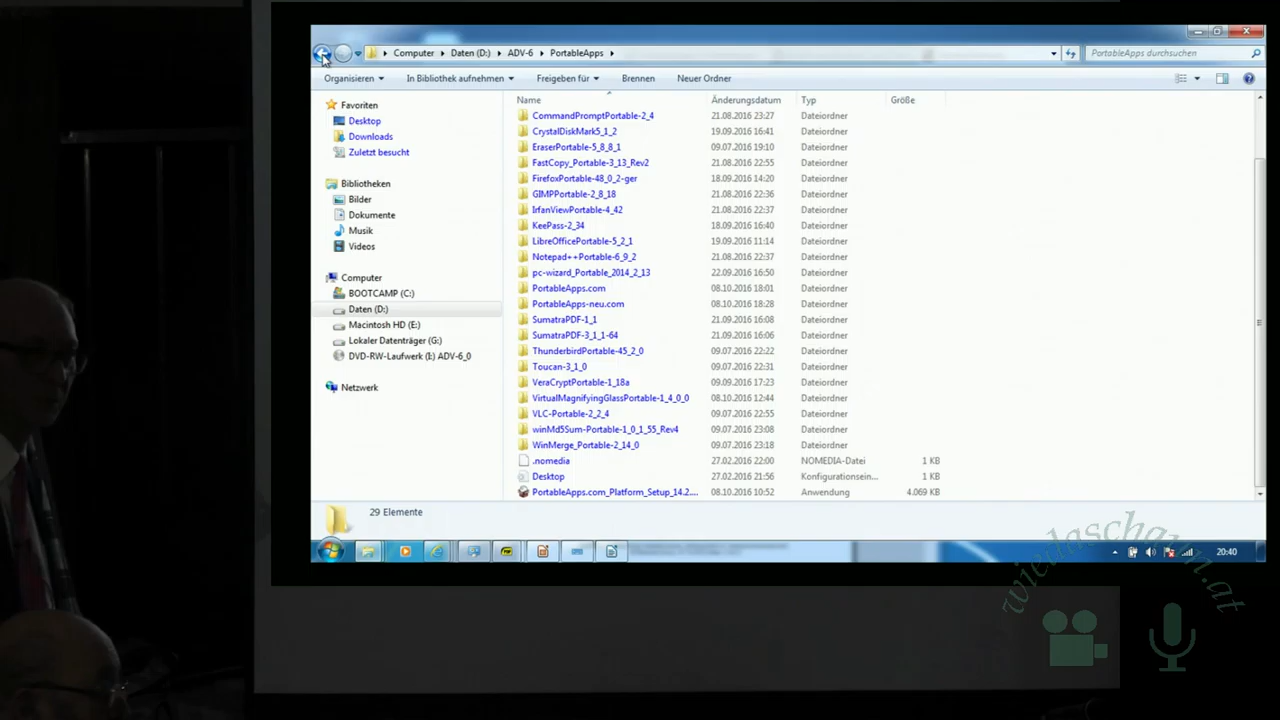 Computer ▸ Daten (D:) ▸ ADV-6 ▸ PortableApps ▸
PortableApps durchsuchen
Organisieren In Bibliothek aufnehmen Freigeben für Brennen Neuer Ordner
Favoriten
Desktop
Downloads
Zuletzt besucht
Bibliotheken
Bilder
Dokumente
Musik
Videos
Computer
BOOTCAMP (C:)
Daten (D:)
Macintosh HD (E:)
Lokaler Datenträger (G:)
DVD-RW-Laufwerk (I:) ADV-6_0
Netzwerk
Name Änderungsdatum Typ Größe
CommandPromptPortable-2_4 21.08.2016 23:27 Dateiordner
CrystalDiskMark5_1_2 19.09.2016 16:41 Dateiordner
EraserPortable-5_8_8_1 09.07.2016 19:10 Dateiordner
FastCopy_Portable-3_13_Rev2 21.08.2016 22:55 Dateiordner
FirefoxPortable-48_0_2-ger 18.09.2016 14:20 Dateiordner
GIMPPortable-2_8_18 21.08.2016 22:36 Dateiordner
IrfanViewPortable-4_42 21.08.2016 22:37 Dateiordner
KeePass-2_34 18.09.2016 16:40 Dateiordner
LibreOfficePortable-5_2_1 19.09.2016 11:14 Dateiordner
Notepad++Portable-6_9_2 21.08.2016 22:37 Dateiordner
pc-wizard_Portable_2014_2_13 22.09.2016 16:50 Dateiordner
PortableApps.com 08.10.2016 18:01 Dateiordner
PortableApps-neu.com 08.10.2016 18:28 Dateiordner
SumatraPDF-1_1 21.09.2016 16:08 Dateiordner
SumatraPDF-3_1_1-64 21.09.2016 16:06 Dateiordner
ThunderbirdPortable-45_2_0 09.07.2016 22:22 Dateiordner
Toucan-3_1_0 09.07.2016 22:31 Dateiordner
VeraCryptPortable-1_18a 09.09.2016 17:23 Dateiordner
VirtualMagnifyingGlassPortable-1_4_0_0 08.10.2016 12:44 Dateiordner
VLC-Portable-2_2_4 09.07.2016 22:55 Dateiordner
winMd5Sum-Portable-1_0_1_55_Rev4 09.07.2016 23:08 Dateiordner
WinMerge_Portable-2_14_0 09.07.2016 23:18 Dateiordner
.nomedia 27.02.2016 22:00 NOMEDIA-Datei 1 KB
Desktop 27.02.2016 21:56 Konfigurationsein... 1 KB
PortableApps.com_Platform_Setup_14.2.... 08.10.2016 10:52 Anwendung 4.069 KB
29 Elemente
20:40
wiedaschaun.at